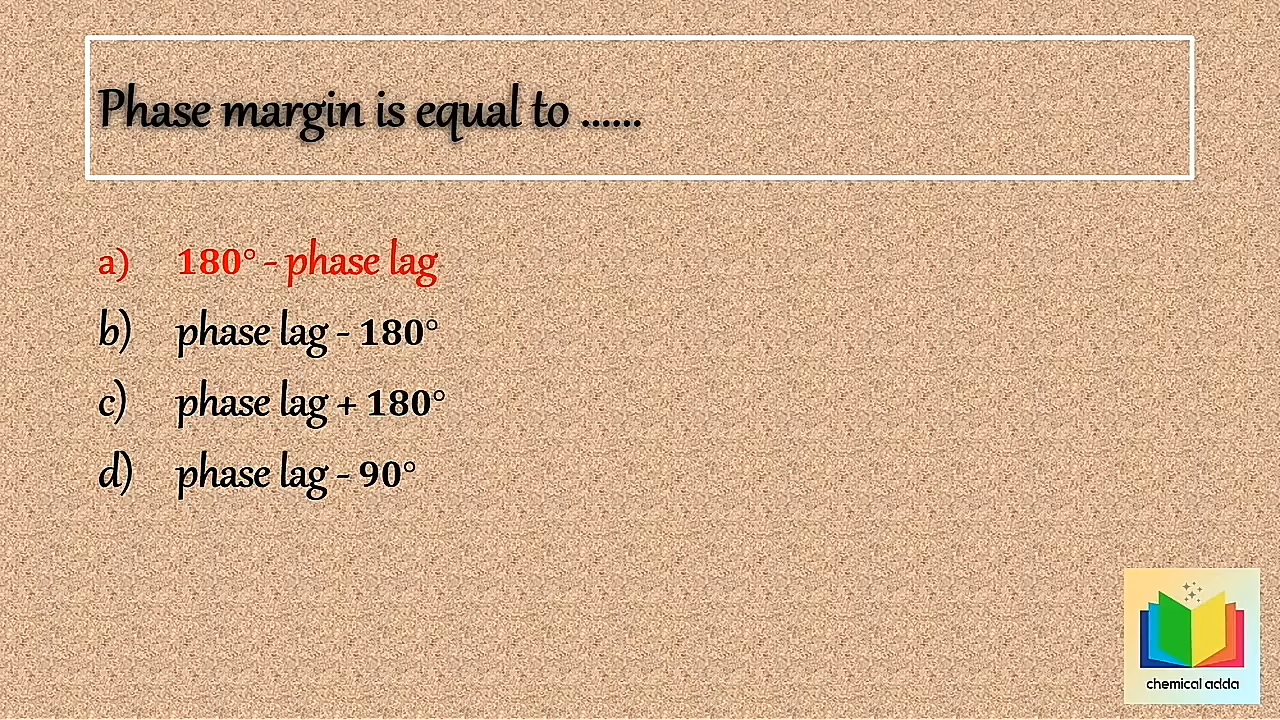 Phase margin is equal to ......
a) 180° - phase lag
b) phase lag - 180°
c) phase lag + 180°
d) phase lag - 90°
chemical adda